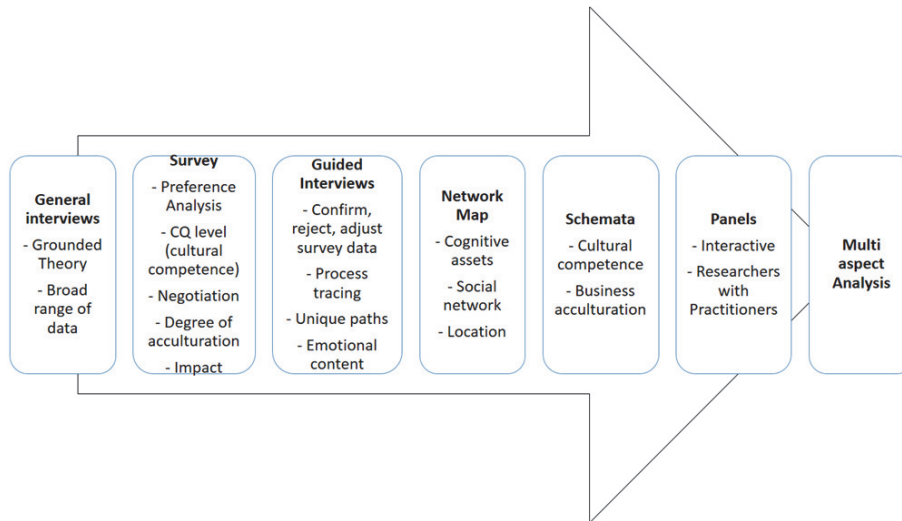 General
interviews
- Grounded
Theory
- Broad
range of
data
Survey
- Preference
Analysis
- CQ level
(cultural
competence)
- Negotiation
- Degree of
acculturation
- Impact
Guided
Interviews
- Confirm,
reject, adjust
survey data
- Process
tracing
- Unique paths
- Emotional
content
Network
Map
- Cognitive
assets
- Social
network
- Location
Schemata
- Cultural
competence
- Business
acculturation
Panels
- Interactive
- Researchers
with
Practitioners
Multi
aspect
Analysis